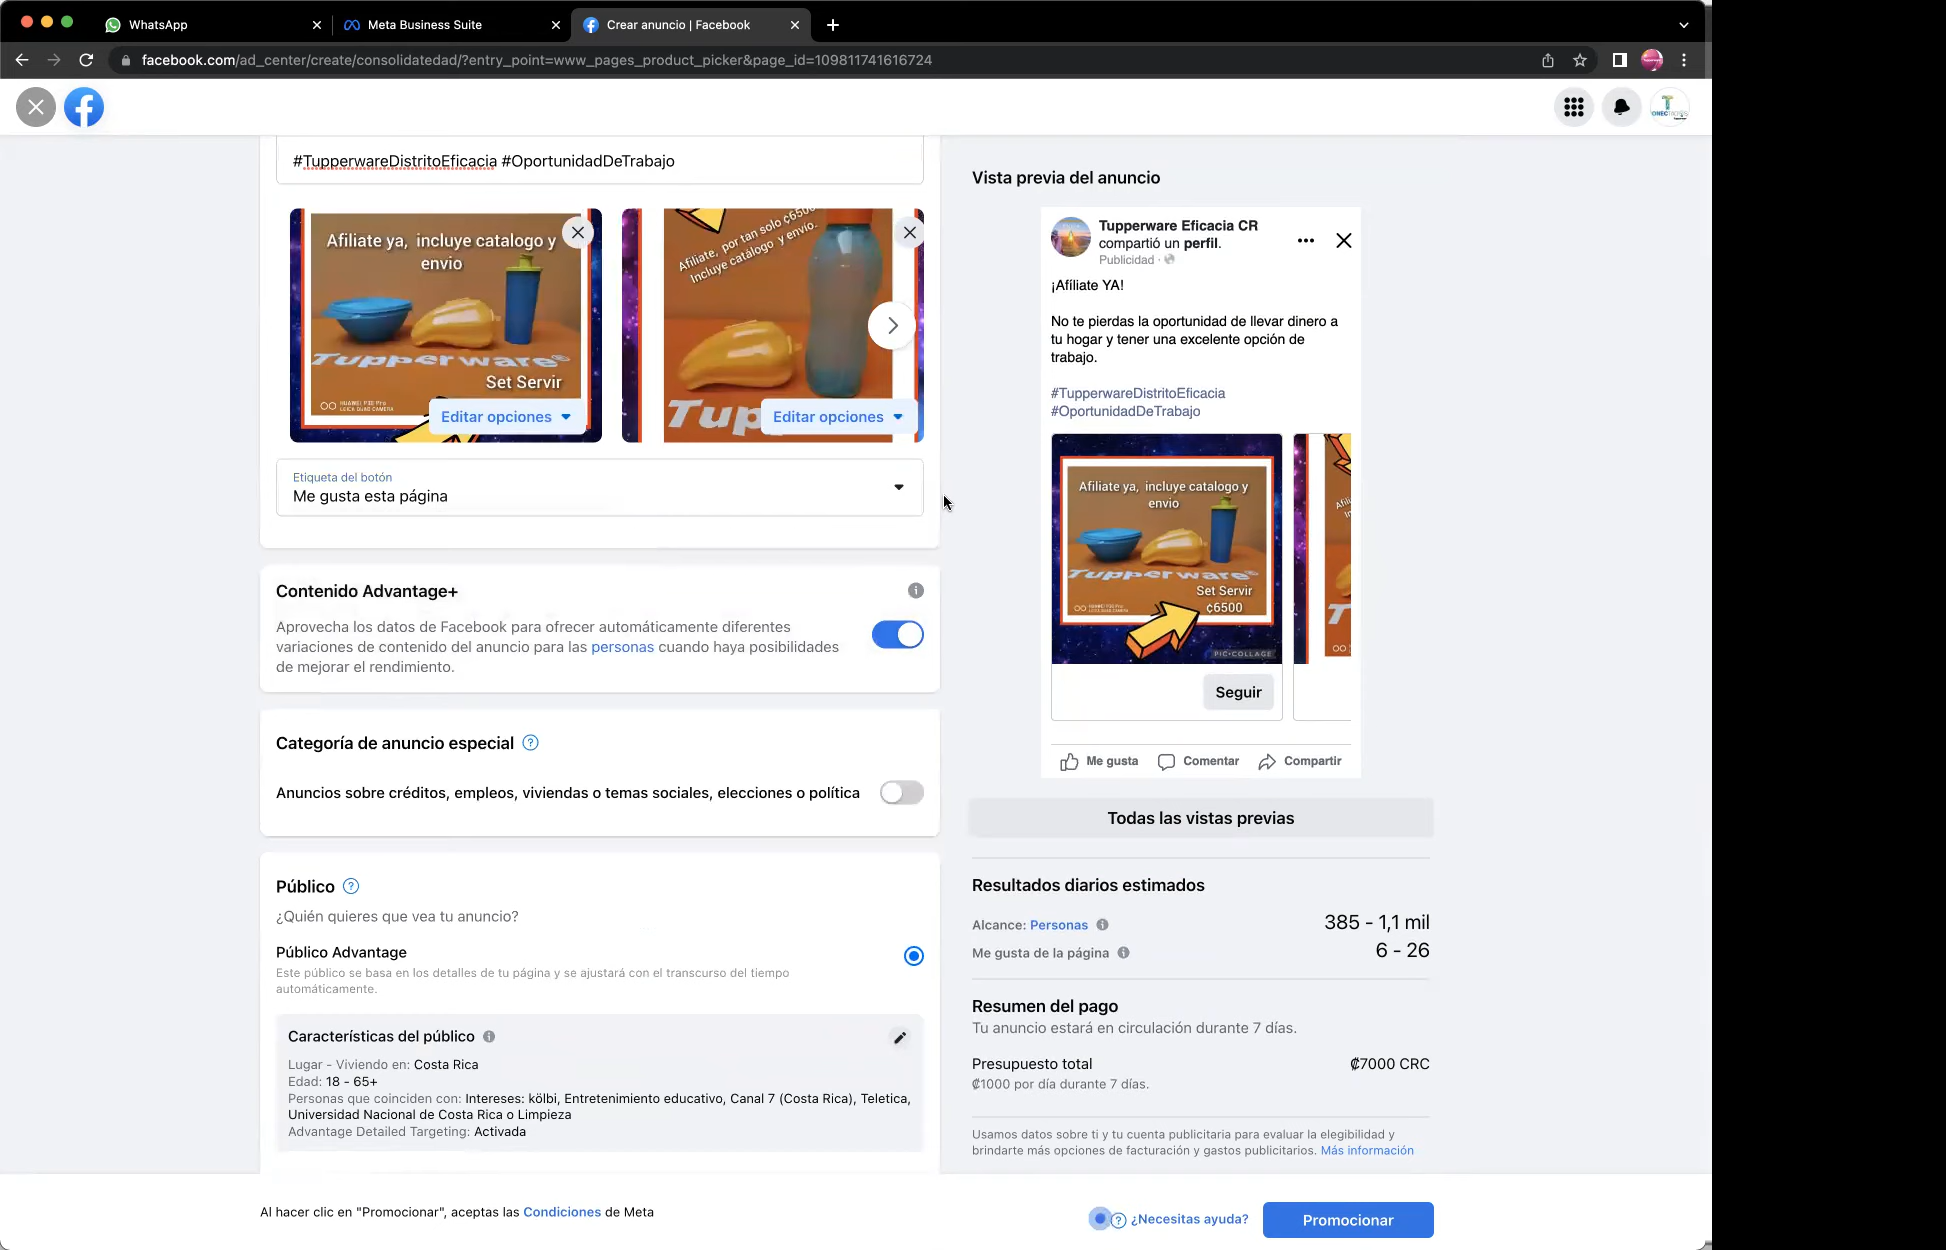 WhatsApp
Meta Business Suite
Crear anuncio | Facebook
facebook.com/ad_center/create/consolidatedad/?entry_point=www_pages_product_picker&page_id=109811741616724
#TupperwareDistritoEficacia #OportunidadDeTrabajo
Afiliate ya, incluye catalogo y
envio
Tupperware®
Set Servir
HUAWEI P30 Pro
LEICA QUAD CAMERA
Editar opciones
Afiliate, por tan solo ₡6500
Incluye catálogo y envío.
Tup
Editar opciones
Etiqueta del botón
Me gusta esta página
Contenido Advantage+
Aprovecha los datos de Facebook para ofrecer automáticamente diferentes
variaciones de contenido del anuncio para las personas cuando haya posibilidades
de mejorar el rendimiento.
Categoría de anuncio especial
Anuncios sobre créditos, empleos, viviendas o temas sociales, elecciones o política
Público
¿Quién quieres que vea tu anuncio?
Público Advantage
Este público se basa en los detalles de tu página y se ajustará con el transcurso del tiempo
automáticamente.
Características del público
Lugar - Viviendo en: Costa Rica
Edad: 18 - 65+
Personas que coinciden con: Intereses: kölbi, Entretenimiento educativo, Canal 7 (Costa Rica), Teletica,
Universidad Nacional de Costa Rica o Limpieza
Advantage Detailed Targeting: Activada
Vista previa del anuncio
Tupperware Eficacia CR
compartió un perfil.
Publicidad ·
¡Afíliate YA!
No te pierdas la oportunidad de llevar dinero a
tu hogar y tener una excelente opción de
trabajo.
#TupperwareDistritoEficacia
#OportunidadDeTrabajo
Afiliate ya, incluye catalogo y
envio
Tupperware®
Set Servir
₡6500
PIC•COLLAGE
Seguir
Me gusta
Comentar
Compartir
Todas las vistas previas
Resultados diarios estimados
Alcance: Personas
385 - 1,1 mil
Me gusta de la página
6 - 26
Resumen del pago
Tu anuncio estará en circulación durante 7 días.
Presupuesto total
₡7000 CRC
₡1000 por día durante 7 días.
Usamos datos sobre ti y tu cuenta publicitaria para evaluar la elegibilidad y
brindarte más opciones de facturación y gastos publicitarios. Más información
Al hacer clic en "Promocionar", aceptas las Condiciones de Meta
¿Necesitas ayuda?
Promocionar